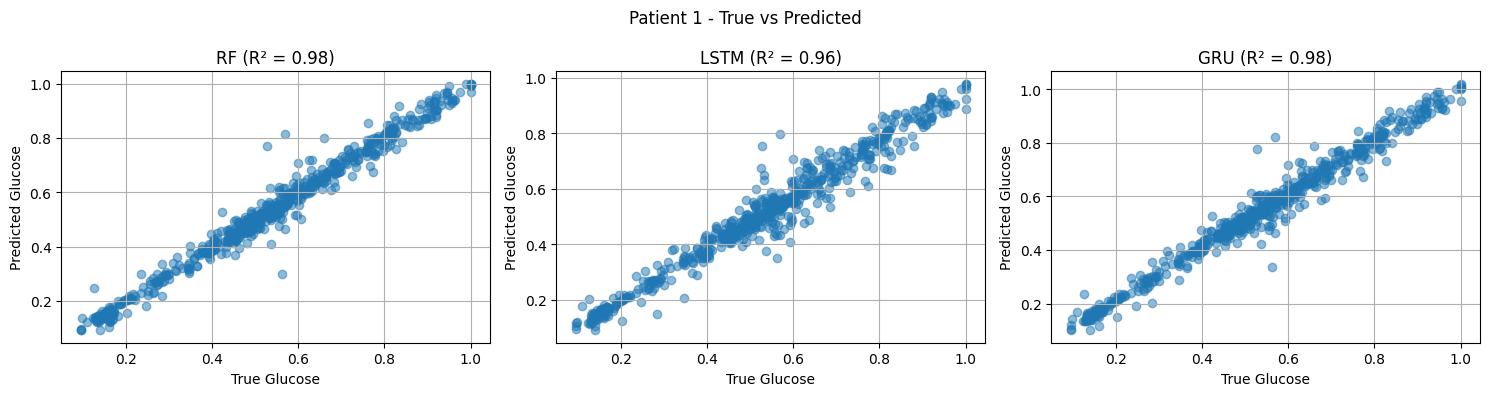 Patient 1 - True vs Predicted
RF (R² = 0.98)
Predicted Glucose
1.0
0.8
0.6
0.4
0.2
0.2 0.4 0.6 0.8 1.0
True Glucose
LSTM (R² = 0.96)
Predicted Glucose
1.0
0.8
0.6
0.4
0.2
0.2 0.4 0.6 0.8 1.0
True Glucose
GRU (R² = 0.98)
Predicted Glucose
1.0
0.8
0.6
0.4
0.2
0.2 0.4 0.6 0.8 1.0
True Glucose